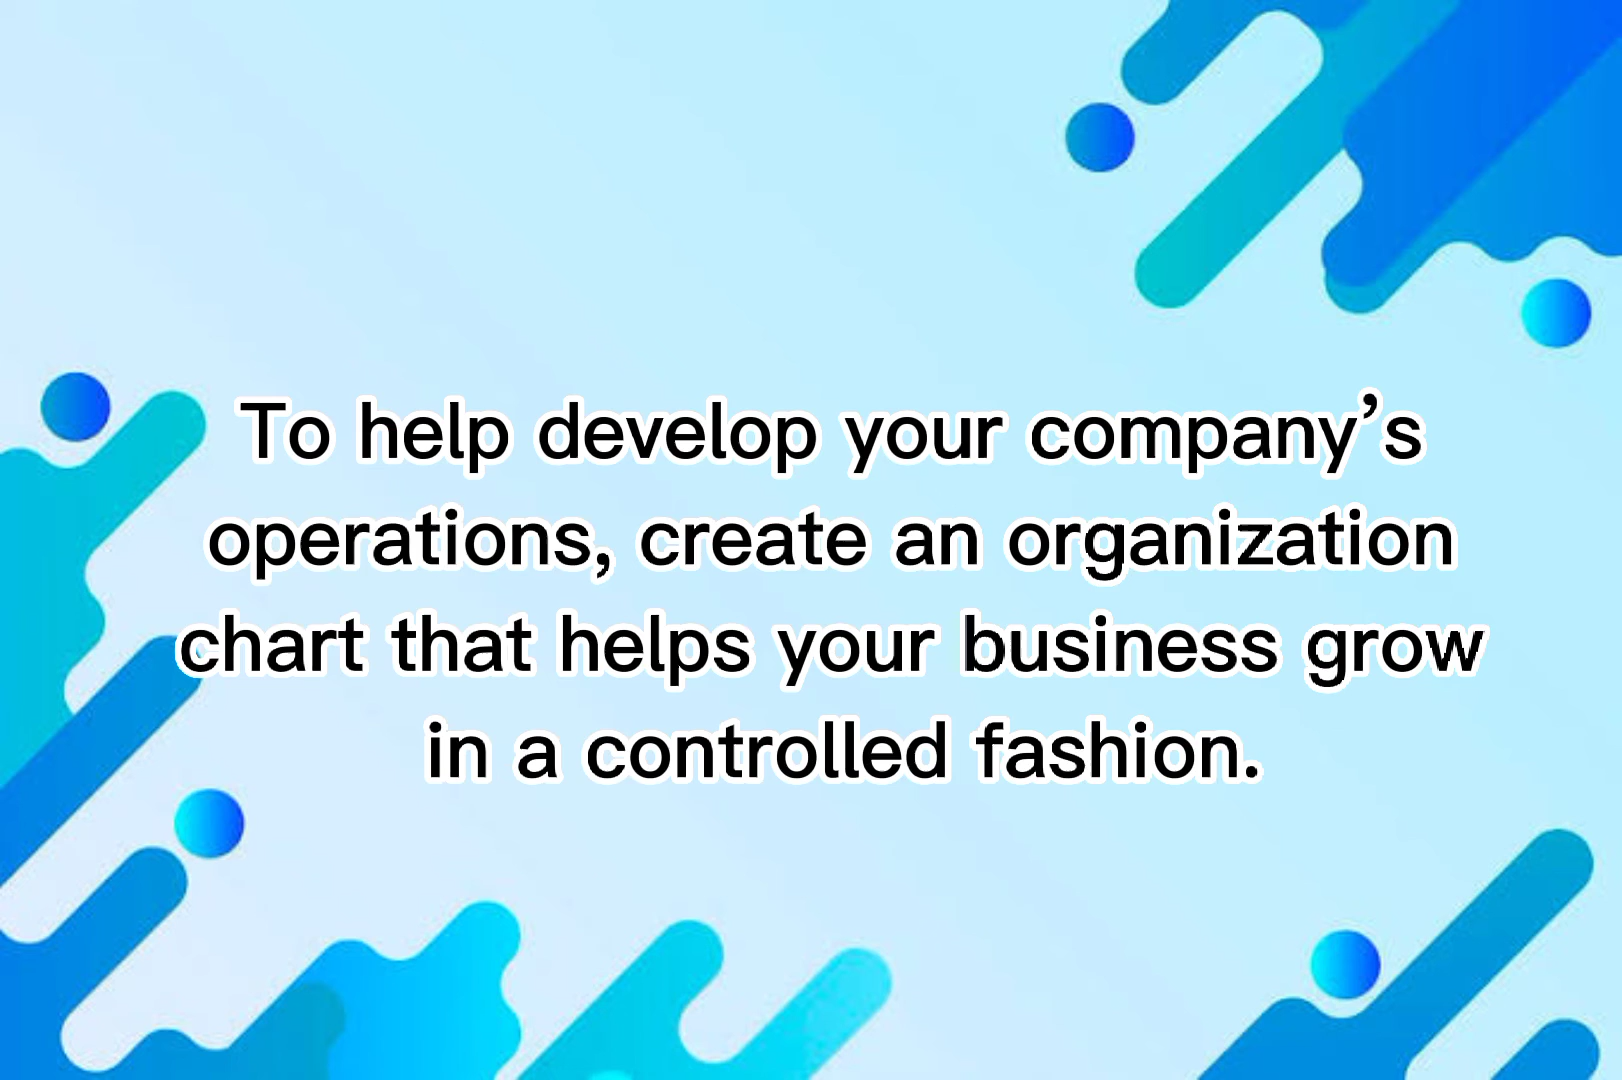 To help develop your company’s
operations, create an organization
chart that helps your business grow
in a controlled fashion.